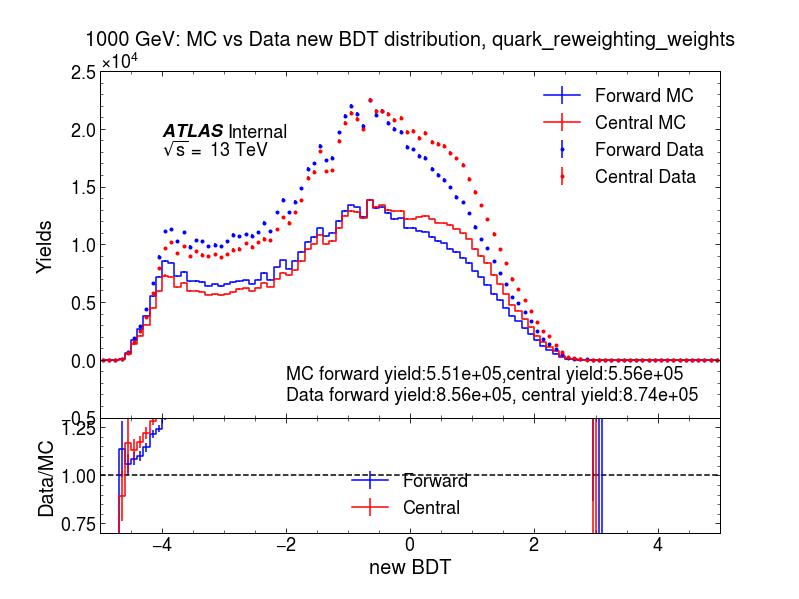 1000 GeV: MC vs Data new BDT distribution, quark_reweighting_weights
×10⁴
2.5
2.0
1.5
1.0
0.5
0.0
0.5
Yields
ATLAS Internal
√s = 13 TeV
Forward MC
Central MC
Forward Data
Central Data
MC forward yield:5.51e+05,central yield:5.56e+05
Data forward yield:8.56e+05, central yield:8.74e+05
1.25
1.00
0.75
Data/MC
Forward
Central
−4
−2
0
2
4
new BDT